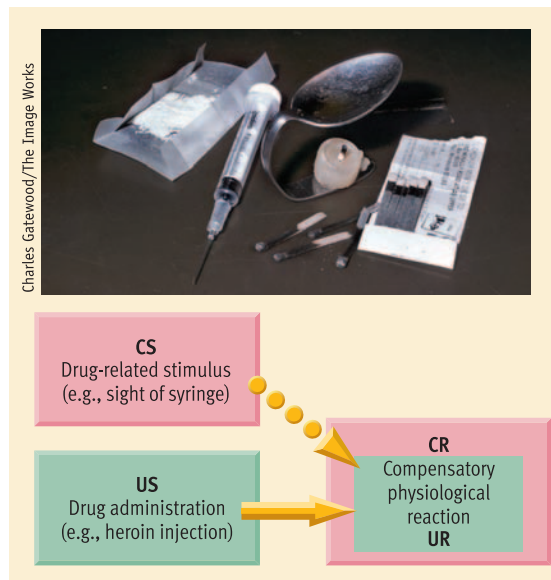 Charles Gatewood/The Image Works
CS
Drug-related stimulus
(e.g., sight of syringe)
US
Drug administration
(e.g., heroin injection)
CR
Compensatory
physiological
reaction
UR